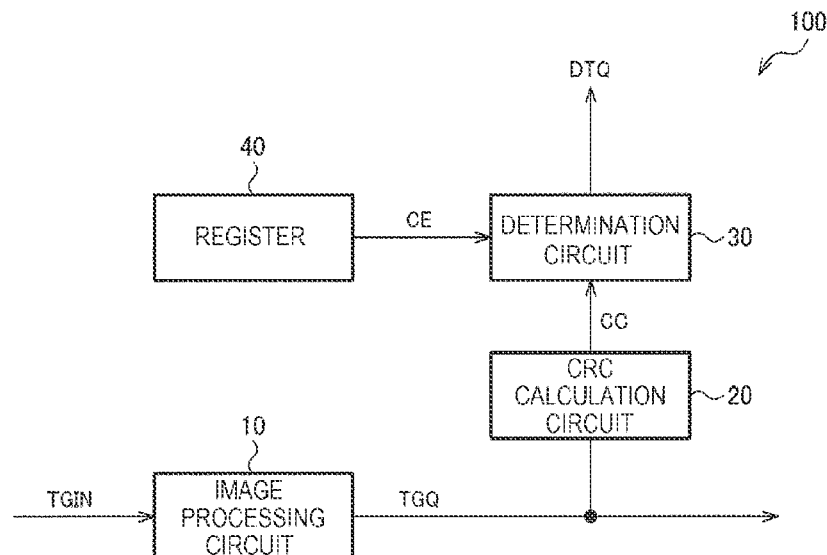 100
DTQ
40
REGISTER
CE
DETERMINATION
CIRCUIT
30
CC
CRC
CALCULATION
CIRCUIT
20
10
TGIN
IMAGE
PROCESSING
CIRCUIT
TGQ